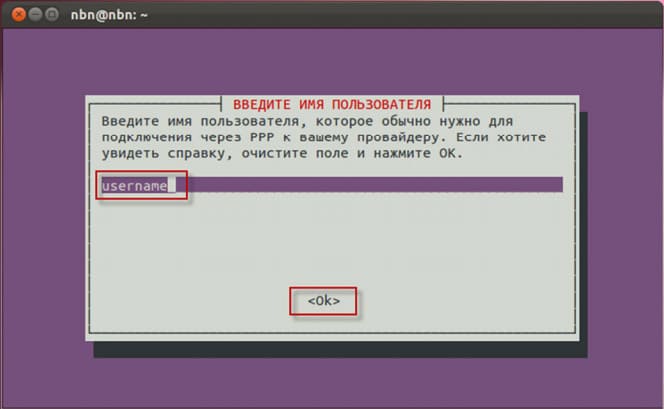 nbn@nbn: ~
ВВЕДИТЕ ИМЯ ПОЛЬЗОВАТЕЛЯ
Введите имя пользователя, которое обычно нужно для
подключения через PPP к вашему провайдеру. Если хотите
увидеть справку, очистите поле и нажмите OK.
username
<Ok>